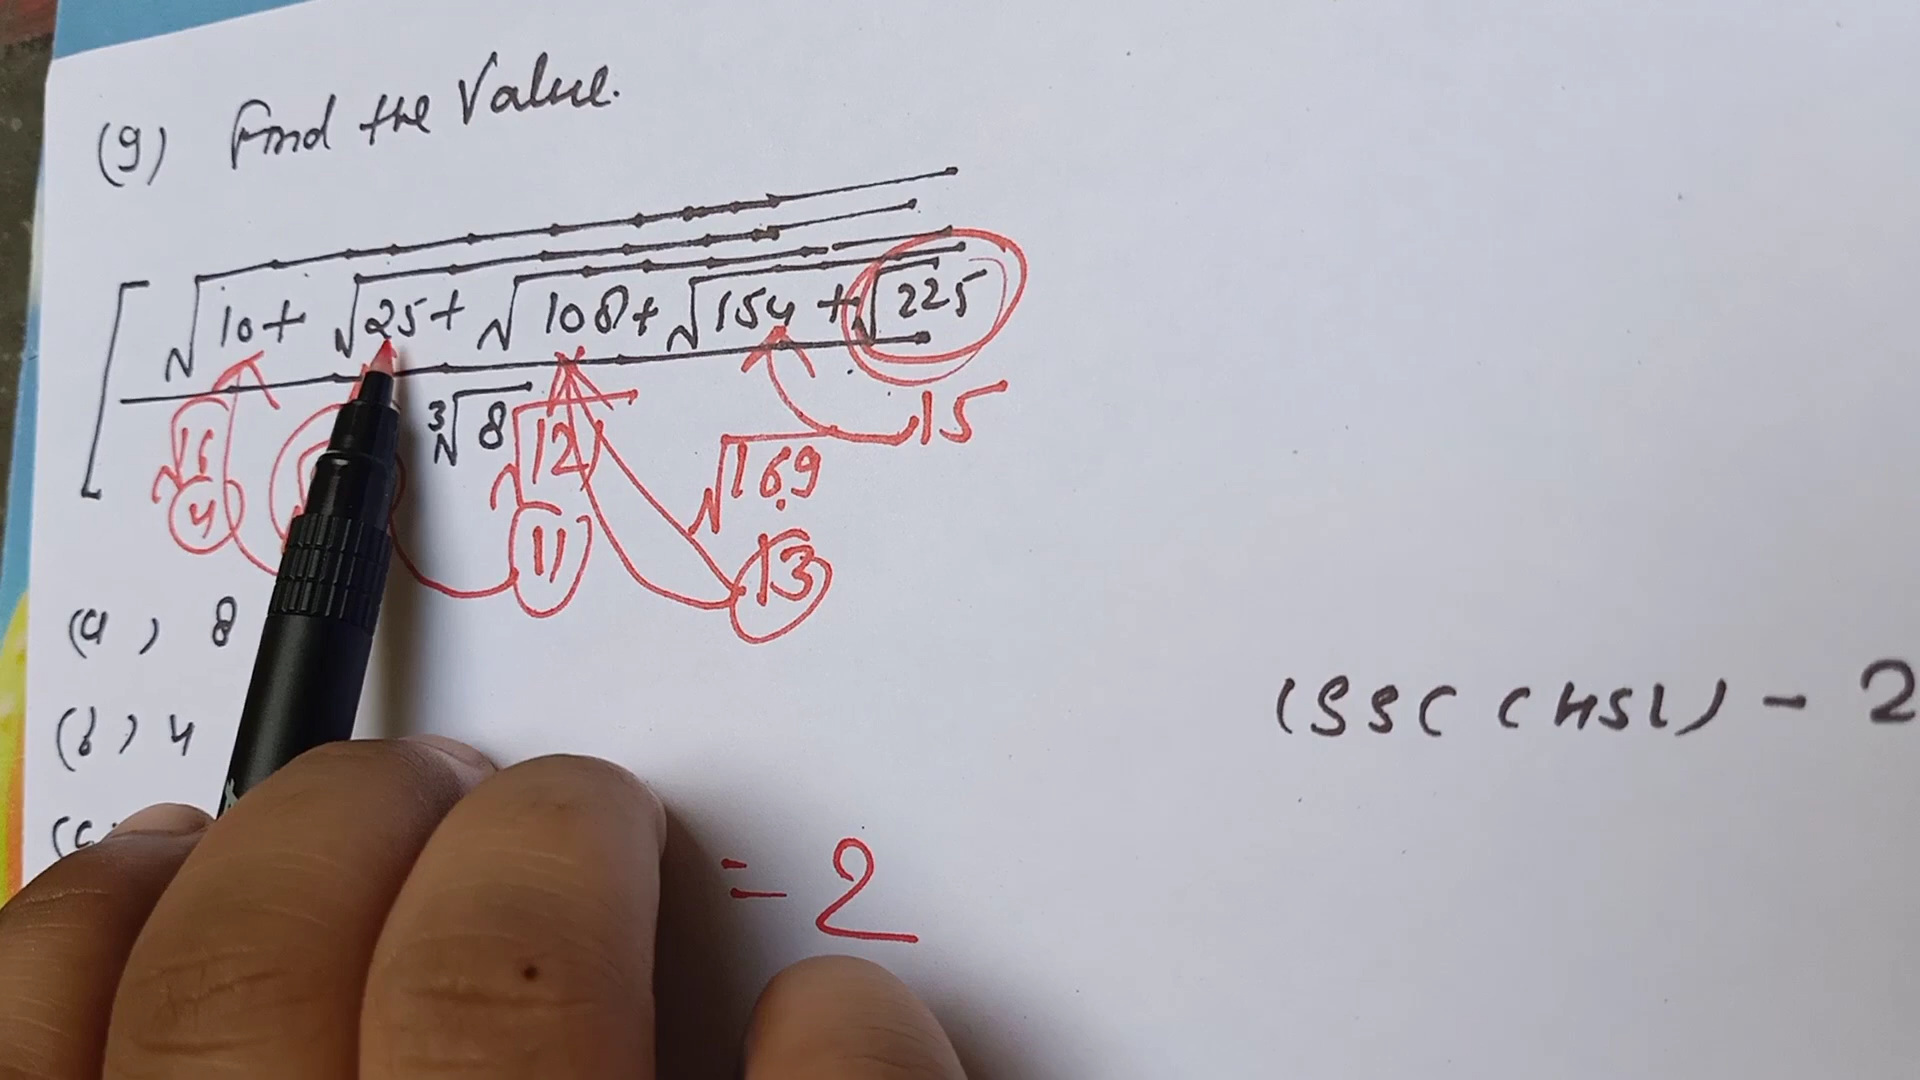 (9) Find the Value.
√10+ √25+ √108+ √154 + √225
∛8
√16 √12 √169 15
4 11 13
(a) 8
(b) 4
(c
(SSC CHSL) - 2
= 2